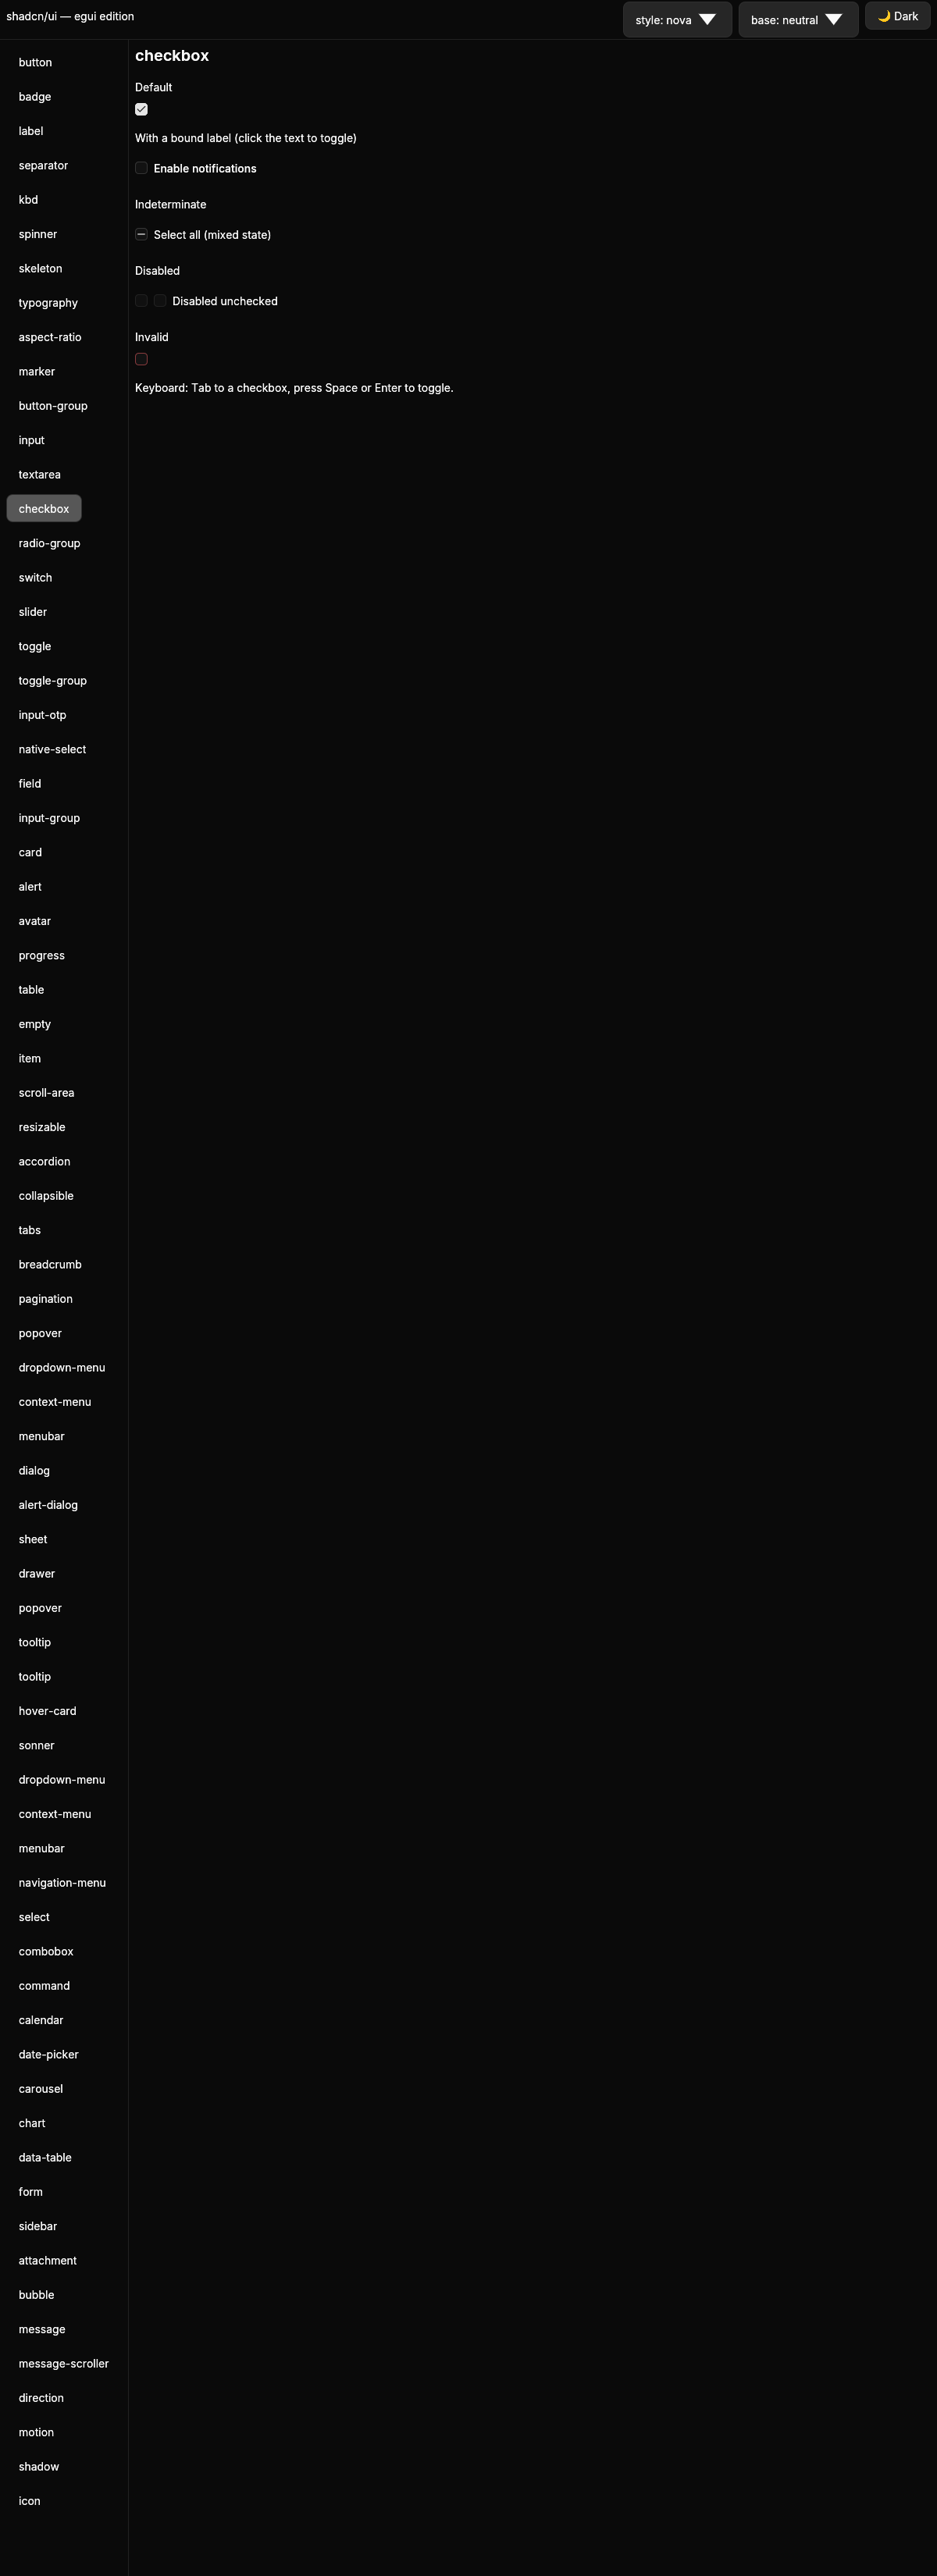 shadcn/ui — egui edition
style: nova
base: neutral
🌙 Dark
button
badge
label
separator
kbd
spinner
skeleton
typography
aspect-ratio
marker
button-group
input
textarea
checkbox
radio-group
switch
slider
toggle
toggle-group
input-otp
native-select
field
input-group
card
alert
avatar
progress
table
empty
item
scroll-area
resizable
accordion
collapsible
tabs
breadcrumb
pagination
popover
dropdown-menu
context-menu
menubar
dialog
alert-dialog
sheet
drawer
popover
tooltip
tooltip
hover-card
sonner
dropdown-menu
context-menu
menubar
navigation-menu
select
combobox
command
calendar
date-picker
carousel
chart
data-table
form
sidebar
attachment
bubble
message
message-scroller
direction
motion
shadow
icon
checkbox
Default
With a bound label (click the text to toggle)
Enable notifications
Indeterminate
Select all (mixed state)
Disabled
Disabled unchecked
Invalid
Keyboard: Tab to a checkbox, press Space or Enter to toggle.